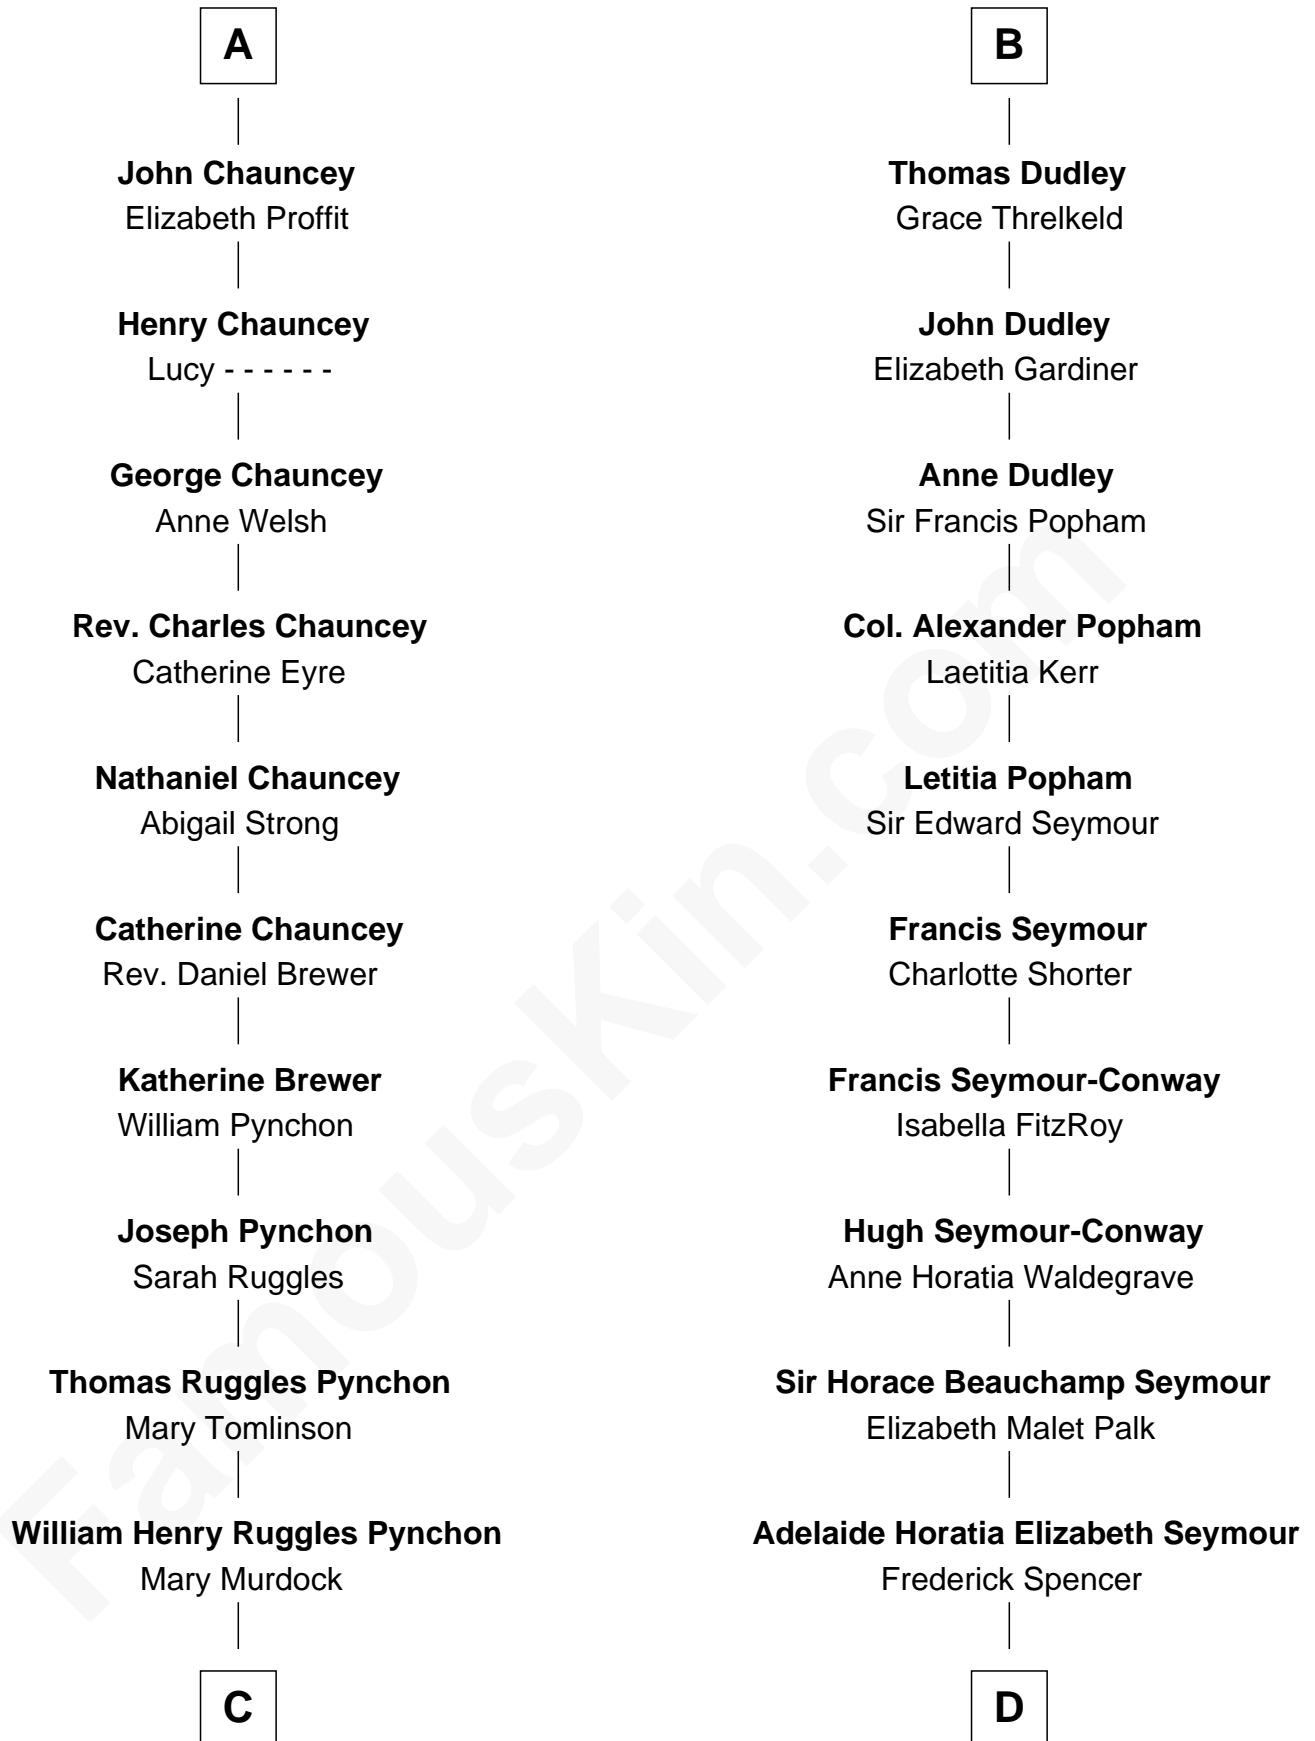 A
John Chauncey
Elizabeth Proffit
Henry Chauncey
Lucy - - - - - -
George Chauncey
Anne Welsh
Rev. Charles Chauncey
Catherine Eyre
Nathaniel Chauncey
Abigail Strong
Catherine Chauncey
Rev. Daniel Brewer
Katherine Brewer
William Pynchon
Joseph Pynchon
Sarah Ruggles
Thomas Ruggles Pynchon
Mary Tomlinson
William Henry Ruggles Pynchon
Mary Murdock
C
B
Thomas Dudley
Grace Threlkeld
John Dudley
Elizabeth Gardiner
Anne Dudley
Sir Francis Popham
Col. Alexander Popham
Laetitia Kerr
Letitia Popham
Sir Edward Seymour
Francis Seymour
Charlotte Shorter
Francis Seymour-Conway
Isabella FitzRoy
Hugh Seymour-Conway
Anne Horatia Waldegrave
Sir Horace Beauchamp Seymour
Elizabeth Malet Palk
Adelaide Horatia Elizabeth Seymour
Frederick Spencer
D
FamousKin.com